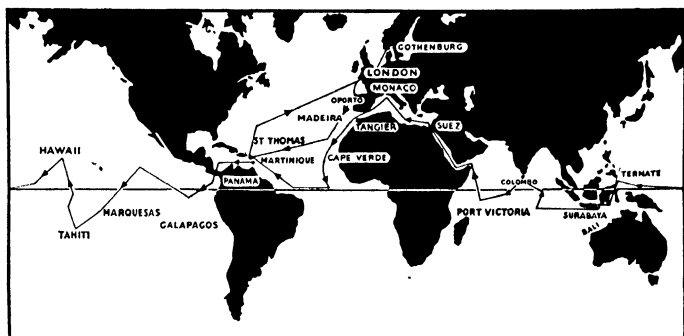 GOTHENBURG
LONDON
MONACO
OPORTO
MADEIRA
TANGIER
SUEZ
ST THOMAS
HAWAII
MARTINIQUE
CAPE VERDE
COLOMBO
TERNATE
PANAMA
MARQUESAS
PORT VICTORIA
SURABAYA
GALAPAGOS
BALI
TAHITI